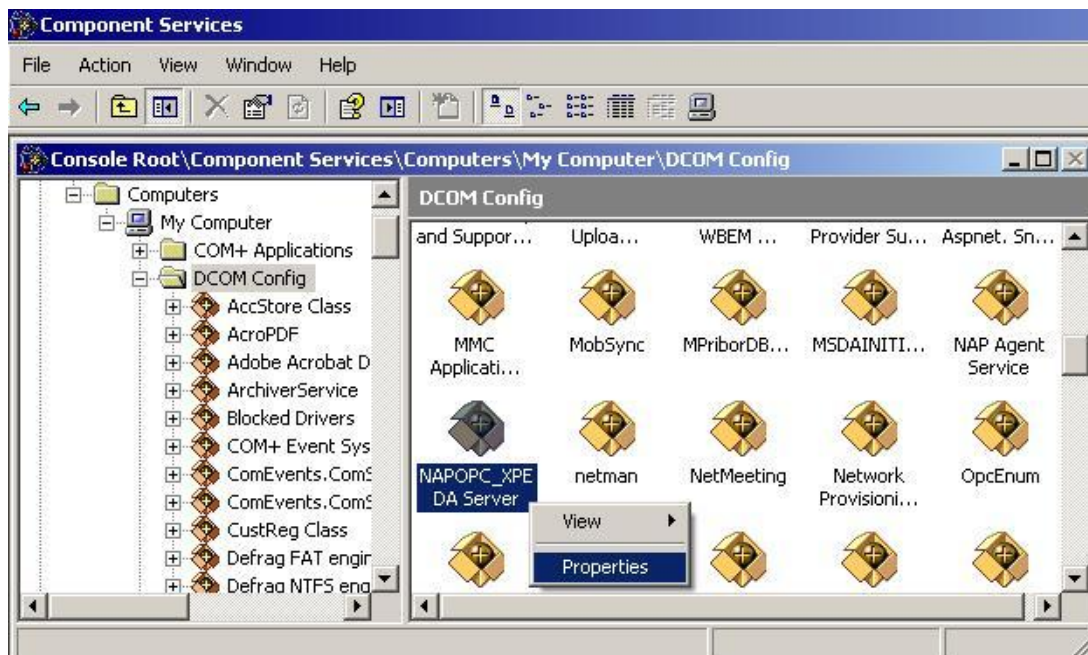 Component Services
File Action View Window Help
Console Root\Component Services\Computers\My Computer\DCOM Config
Computers
My Computer
COM+ Applications
DCOM Config
AccStore Class
AcroPDF
Adobe Acrobat D
ArchiverService
Blocked Drivers
COM+ Event Sys
ComEvents.ComS
ComEvents.ComS
CustReg Class
Defrag FAT engir
Defrag NTFS eng
DCOM Config
and Suppor... Uploa... WBEM ... Provider Su... Aspnet. Sn...
MMC Applicati...
MobSync
MPriborDB...
MSDAINITI...
NAP Agent Service
NAPOPC_XPE DA Server
netman
NetMeeting
Network Provisioni...
OpcEnum
View
Properties